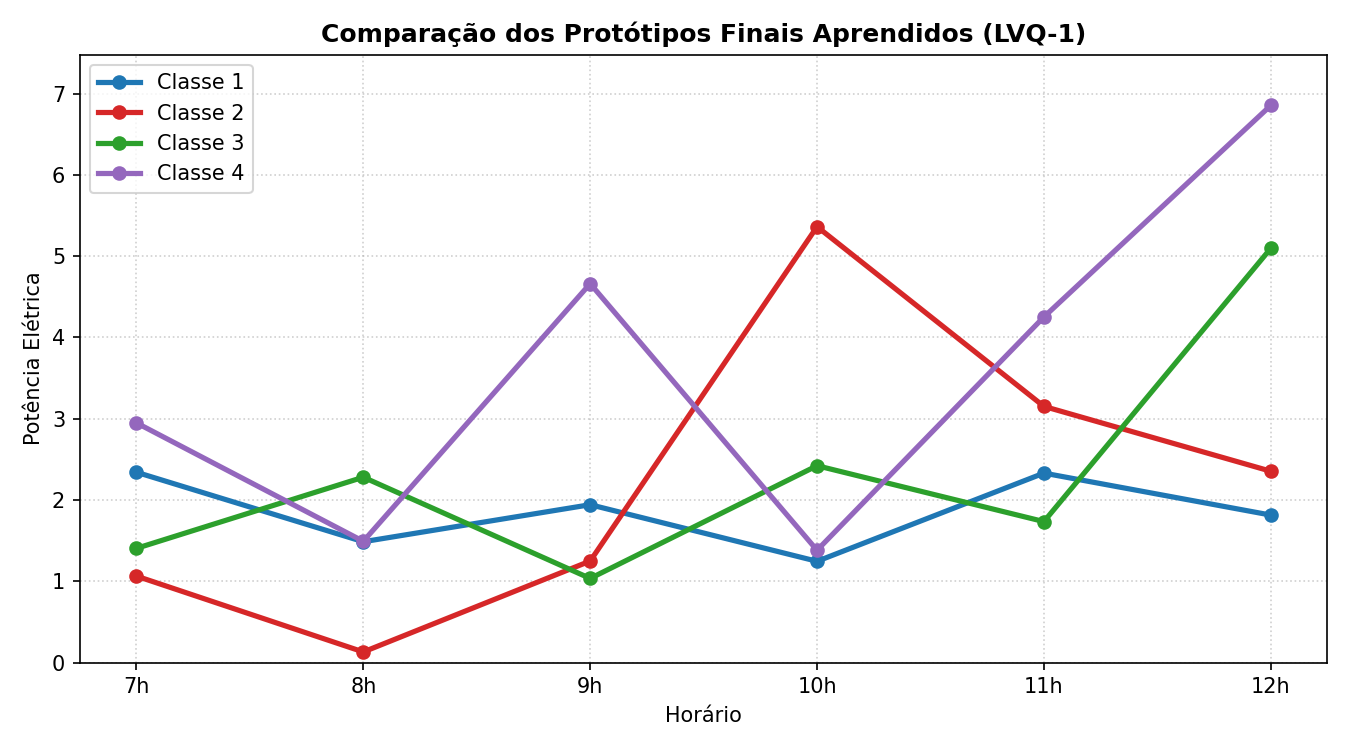 Comparação dos Protótipos Finais Aprendidos (LVQ-1)
Classe 1
Classe 2
Classe 3
Classe 4
Potência Elétrica
7
6
5
4
3
2
1
0
7h
8h
9h
10h
11h
12h
Horário